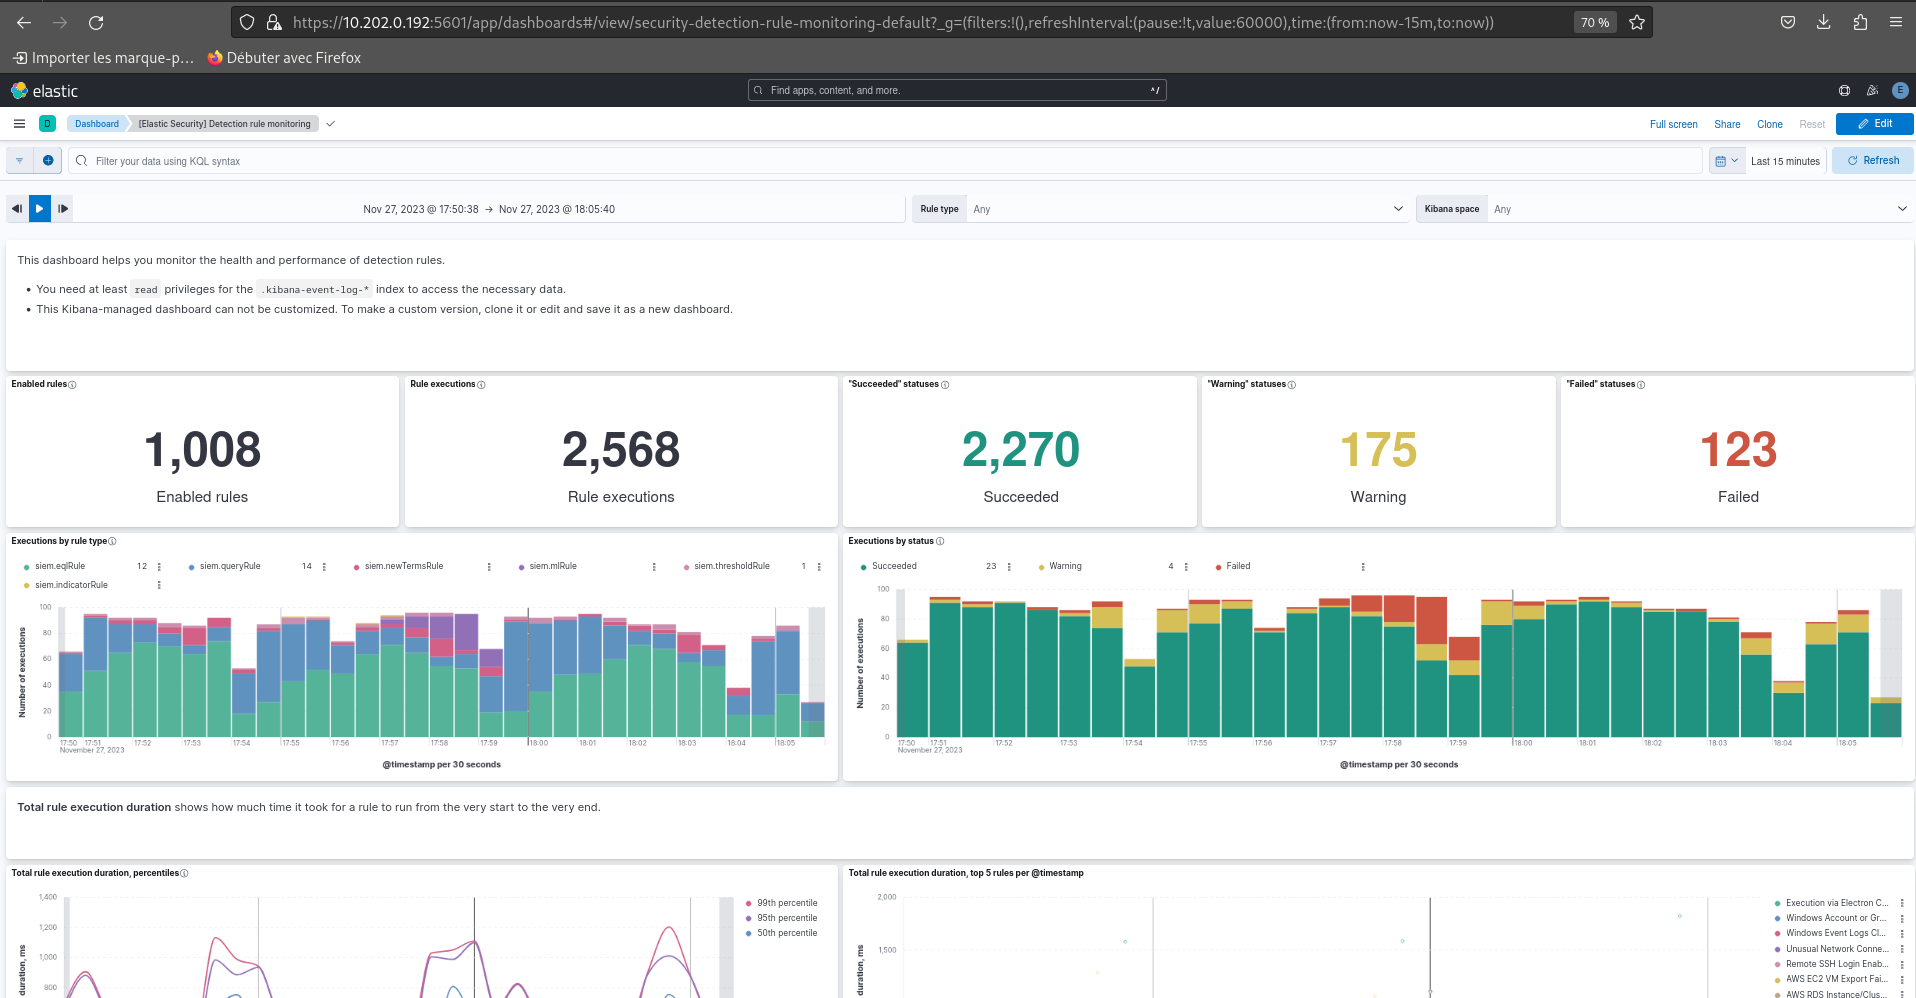 https://10.202.0.192:5601/app/dashboards#/view/security-detection-rule-monitoring-default?_g=(filters:!(),refreshInterval:(pause:!t,value:60000),time:(from:now-15m,to:now))
70 %
Importer les marque-p…
Débuter avec Firefox
elastic
Find apps, content, and more.
^/
E
D
Dashboard
[Elastic Security] Detection rule monitoring
Full screen
Share
Clone
Reset
Edit
Filter your data using KQL syntax
Last 15 minutes
Refresh
Nov 27, 2023 @ 17:50:38 → Nov 27, 2023 @ 18:05:40
Rule type
Any
Kibana space
Any
This dashboard helps you monitor the health and performance of detection rules.
• You need at least read privileges for the .kibana-event-log-* index to access the necessary data.
• This Kibana-managed dashboard can not be customized. To make a custom version, clone it or edit and save it as a new dashboard.
Enabled rules
1,008
Enabled rules
Rule executions
2,568
Rule executions
"Succeeded" statuses
2,270
Succeeded
"Warning" statuses
175
Warning
"Failed" statuses
123
Failed
Executions by rule type
siem.eqlRule 12
siem.queryRule 14
siem.newTermsRule
siem.mlRule
siem.thresholdRule 1
siem.indicatorRule
Number of executions
100
80
60
40
20
0
17:50 17:51 17:52 17:53 17:54 17:55 17:56 17:57 17:58 17:59 18:00 18:01 18:02 18:03 18:04 18:05
November 27, 2023
@timestamp per 30 seconds
Executions by status
Succeeded 23
Warning 4
Failed
Number of executions
100
80
60
40
20
0
17:50 17:51 17:52 17:53 17:54 17:55 17:56 17:57 17:58 17:59 18:00 18:01 18:02 18:03 18:04 18:05
November 27, 2023
@timestamp per 30 seconds
Total rule execution duration shows how much time it took for a rule to run from the very start to the very end.
Total rule execution duration, percentiles
duration, ms
1,400
1,200
1,000
800
99th percentile
95th percentile
50th percentile
Total rule execution duration, top 5 rules per @timestamp
duration, ms
2,000
1,500
Execution via Electron C...
Windows Account or Gr...
Windows Event Logs Cl...
Unusual Network Conne...
Remote SSH Login Enab...
AWS EC2 VM Export Fai...
AWS RDS Instance/Clus...